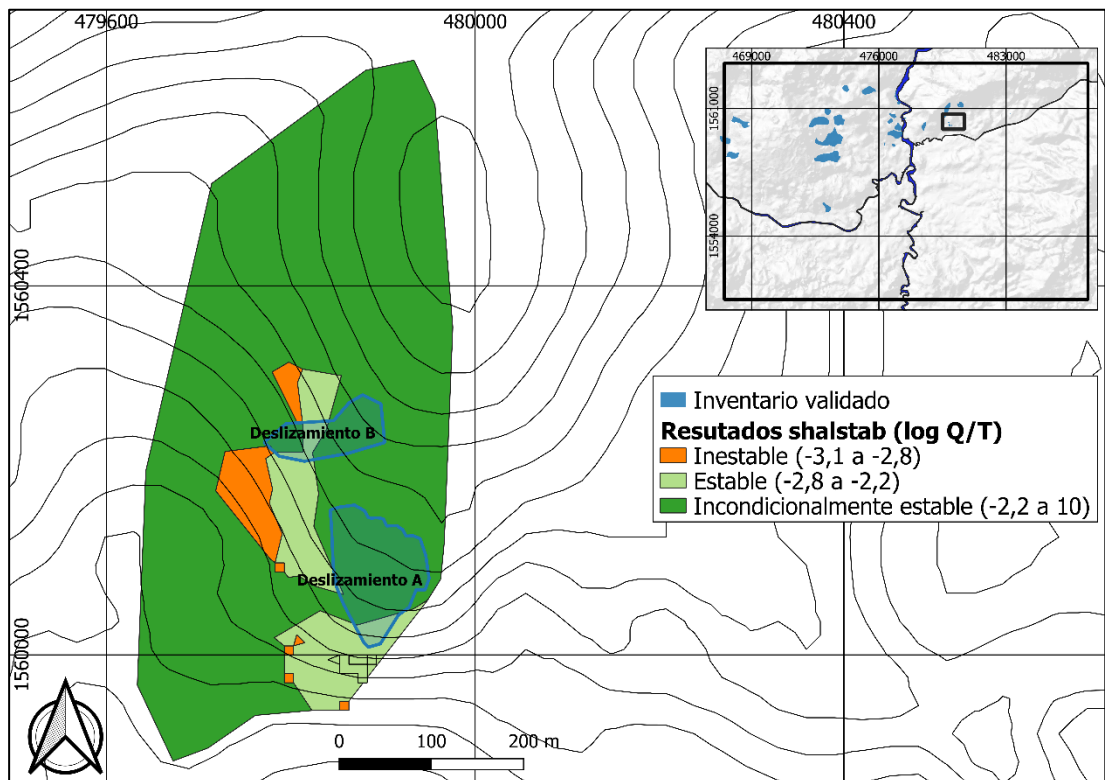 479600
480000
480400
469000
476000
483000
1561000
1554000
1560400
Inventario validado
Resutados shalstab (log Q/T)
Inestable (-3,1 a -2,8)
Estable (-2,8 a -2,2)
Incondicionalmente estable (-2,2 a 10)
Deslizamiento B
Deslizamiento A
1560000
0 100 200 m